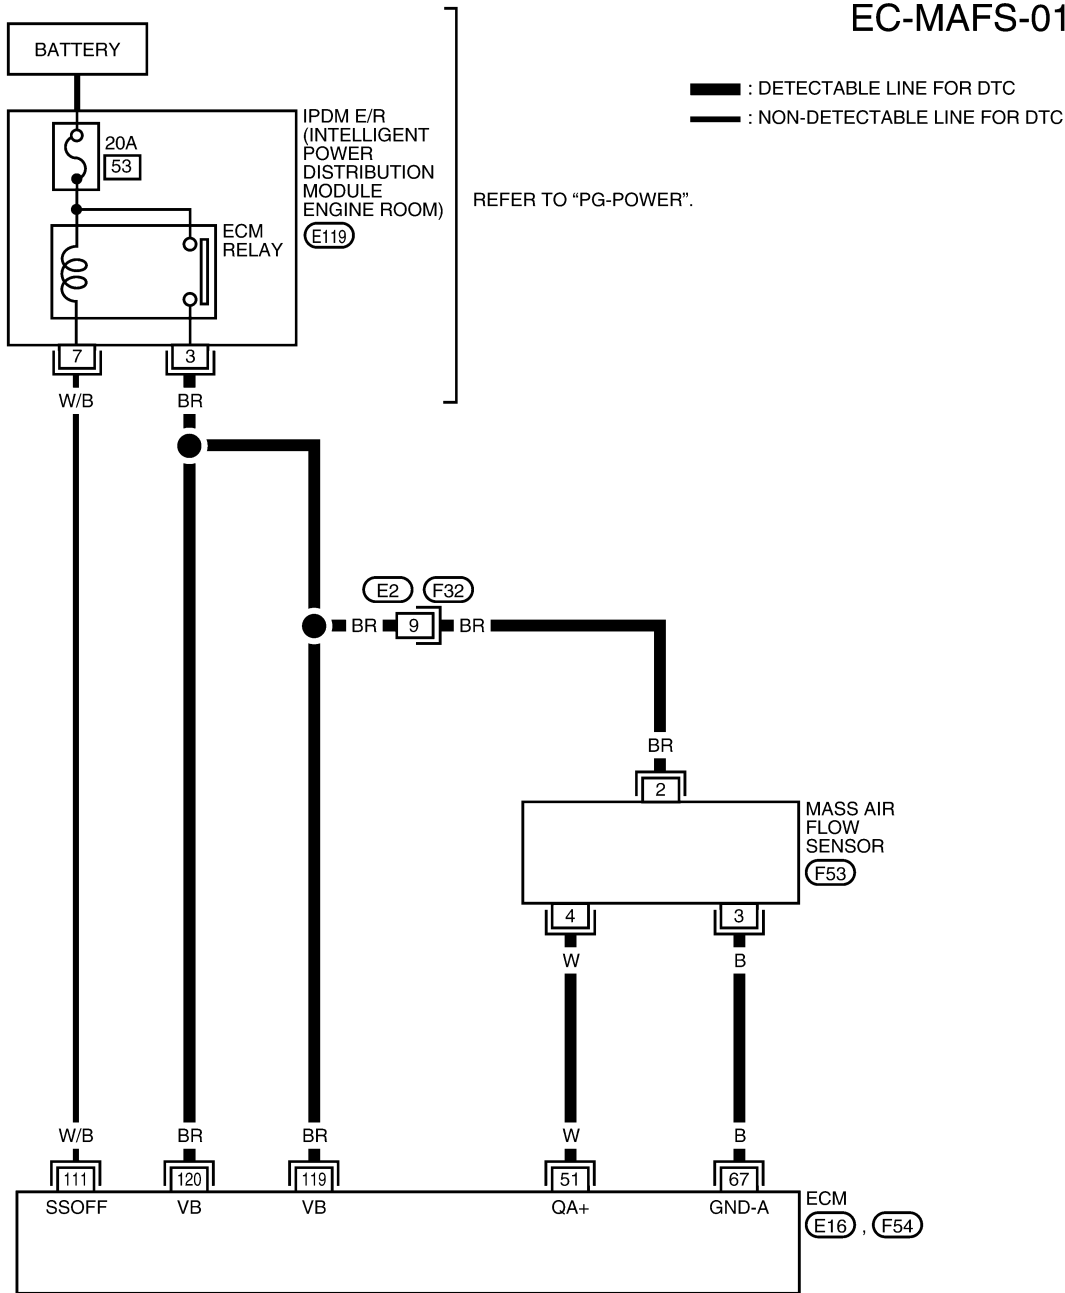 EC-MAFS-01
BATTERY
: DETECTABLE LINE FOR DTC
: NON-DETECTABLE LINE FOR DTC
IPDM E/R
(INTELLIGENT
POWER
DISTRIBUTION
MODULE
ENGINE ROOM)
E119
20A
53
REFER TO “PG-POWER”.
ECM
RELAY
7
3
W/B
BR
E2
F32
BR
9
BR
BR
2
MASS AIR
FLOW
SENSOR
F53
4
3
W
B
W/B
BR
BR
W
B
111
120
119
51
67
SSOFF
VB
VB
QA+
GND-A
ECM
E16 , F54